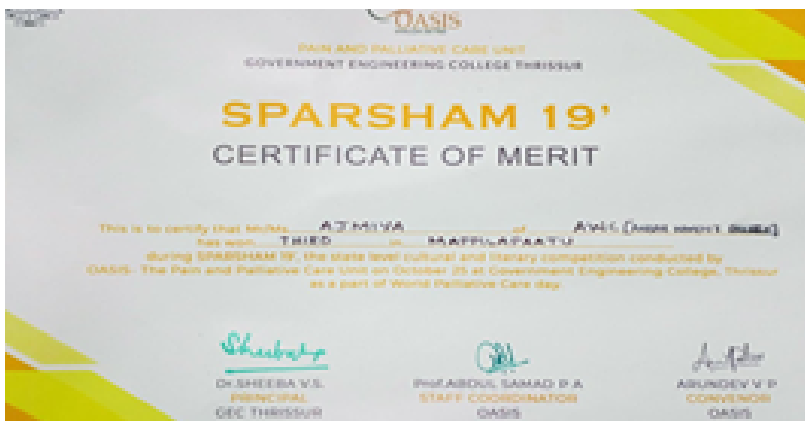 OASIS
PAIN AND PALLIATIVE CARE UNIT
GOVERNMENT ENGINEERING COLLEGE THRISSUR
SPARSHAM 19'
CERTIFICATE OF MERIT
This is to certify that Mr/Ms. AJMIYA of AWH
has won THIRD in MAPPILAPAATU
during SPARSHAM 19', the state level cultural and literary competition conducted by
OASIS- The Pain and Palliative Care Unit on October 25 at Government Engineering College, Thrissur
as a part of World Palliative Care day.
Dr.SHEEBA V.S. Prof.ABDUL SAMAD P A ARUNDEV V P
PRINCIPAL STAFF COORDINATOR CONVENOR
GEC THRISSUR OASIS OASIS